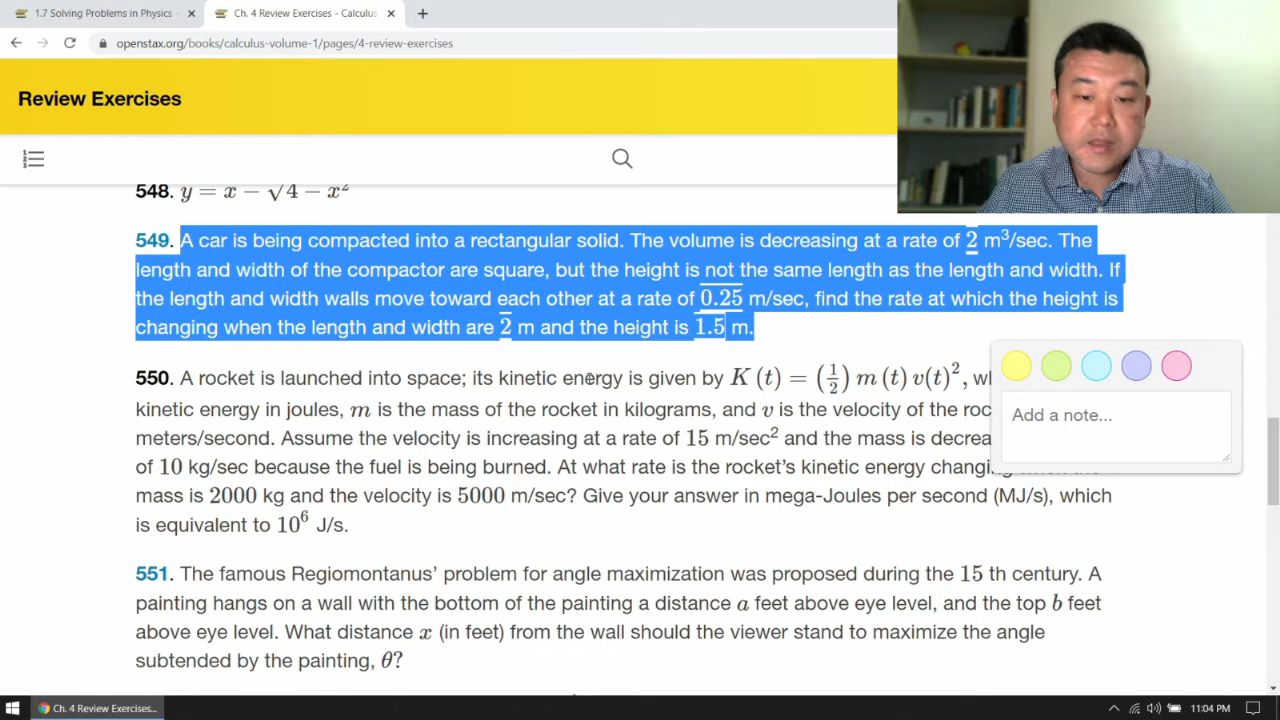 1.7 Solving Problems in Physics -
Ch. 4 Review Exercises - Calculus
openstax.org/books/calculus-volume-1/pages/4-review-exercises
Review Exercises
548. y = x − √4 − x²
549. A car is being compacted into a rectangular solid. The volume is decreasing at a rate of 2 m³/sec. The
length and width of the compactor are square, but the height is not the same length as the length and width. If
the length and width walls move toward each other at a rate of 0.25 m/sec, find the rate at which the height is
changing when the length and width are 2 m and the height is 1.5 m.
550. A rocket is launched into space; its kinetic energy is given by K (t) = (1/2) m (t) v(t)²,
kinetic energy in joules, m is the mass of the rocket in kilograms, and v is the velocity of the
meters/second. Assume the velocity is increasing at a rate of 15 m/sec² and the mass is
of 10 kg/sec because the fuel is being burned. At what rate is the rocket's kinetic energy changing
mass is 2000 kg and the velocity is 5000 m/sec? Give your answer in mega-Joules per second (MJ/s), which
is equivalent to 10⁶ J/s.
Add a note...
551. The famous Regiomontanus' problem for angle maximization was proposed during the 15 th century. A
painting hangs on a wall with the bottom of the painting a distance a feet above eye level, and the top b feet
above eye level. What distance x (in feet) from the wall should the viewer stand to maximize the angle
subtended by the painting, θ?
Ch. 4 Review Exercises...
11:04 PM